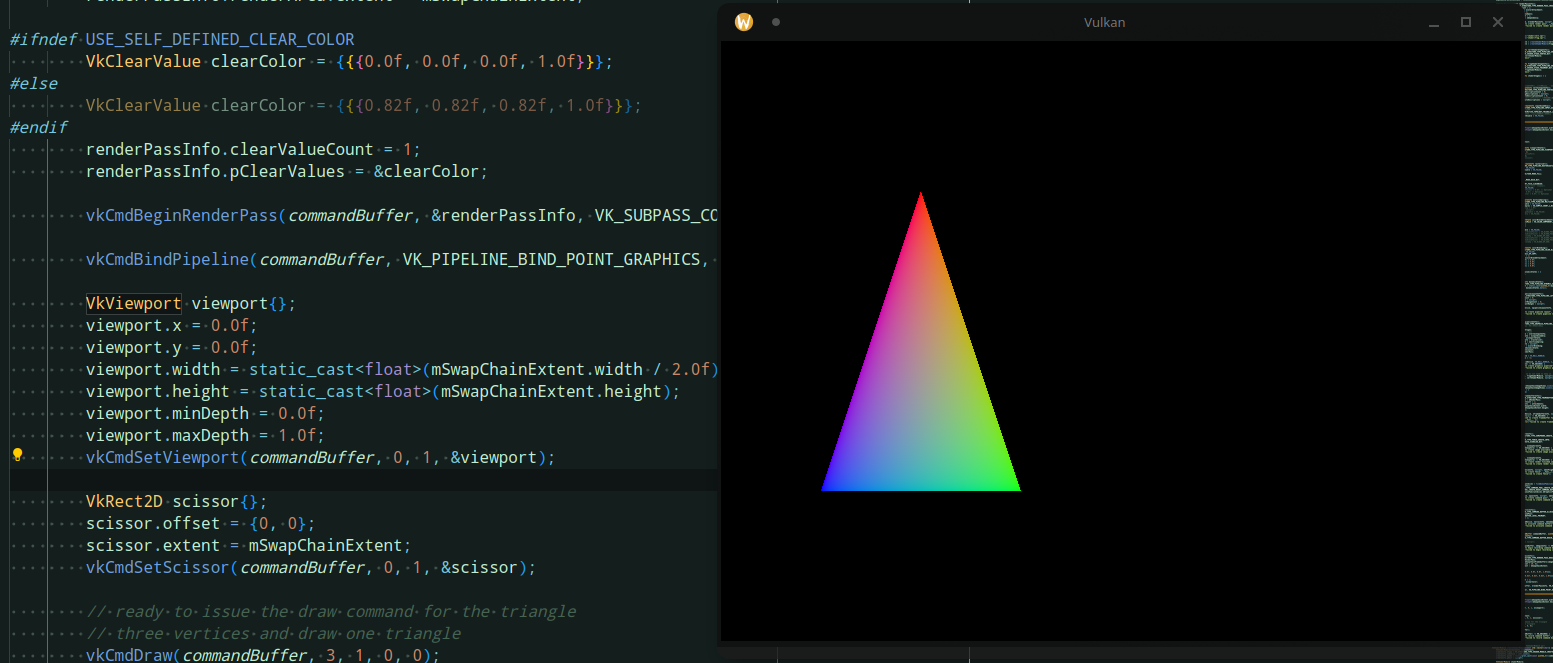 #ifndef USE_SELF_DEFINED_CLEAR_COLOR
VkClearValue clearColor = {{{0.0f, 0.0f, 0.0f, 1.0f}}};
#else
VkClearValue clearColor = {{{0.82f, 0.82f, 0.82f, 1.0f}}};
#endif
renderPassInfo.clearValueCount = 1;
renderPassInfo.pClearValues = &clearColor;
vkCmdBeginRenderPass(commandBuffer, &renderPassInfo, VK_SUBPASS_CO
vkCmdBindPipeline(commandBuffer, VK_PIPELINE_BIND_POINT_GRAPHICS,
VkViewport viewport{};
viewport.x = 0.0f;
viewport.y = 0.0f;
viewport.width = static_cast<float>(mSwapChainExtent.width / 2.0f)
viewport.height = static_cast<float>(mSwapChainExtent.height);
viewport.minDepth = 0.0f;
viewport.maxDepth = 1.0f;
vkCmdSetViewport(commandBuffer, 0, 1, &viewport);
VkRect2D scissor{};
scissor.offset = {0, 0};
scissor.extent = mSwapChainExtent;
vkCmdSetScissor(commandBuffer, 0, 1, &scissor);
// ready to issue the draw command for the triangle
// three vertices and draw one triangle
vkCmdDraw(commandBuffer, 3, 1, 0, 0);
W
Vulkan